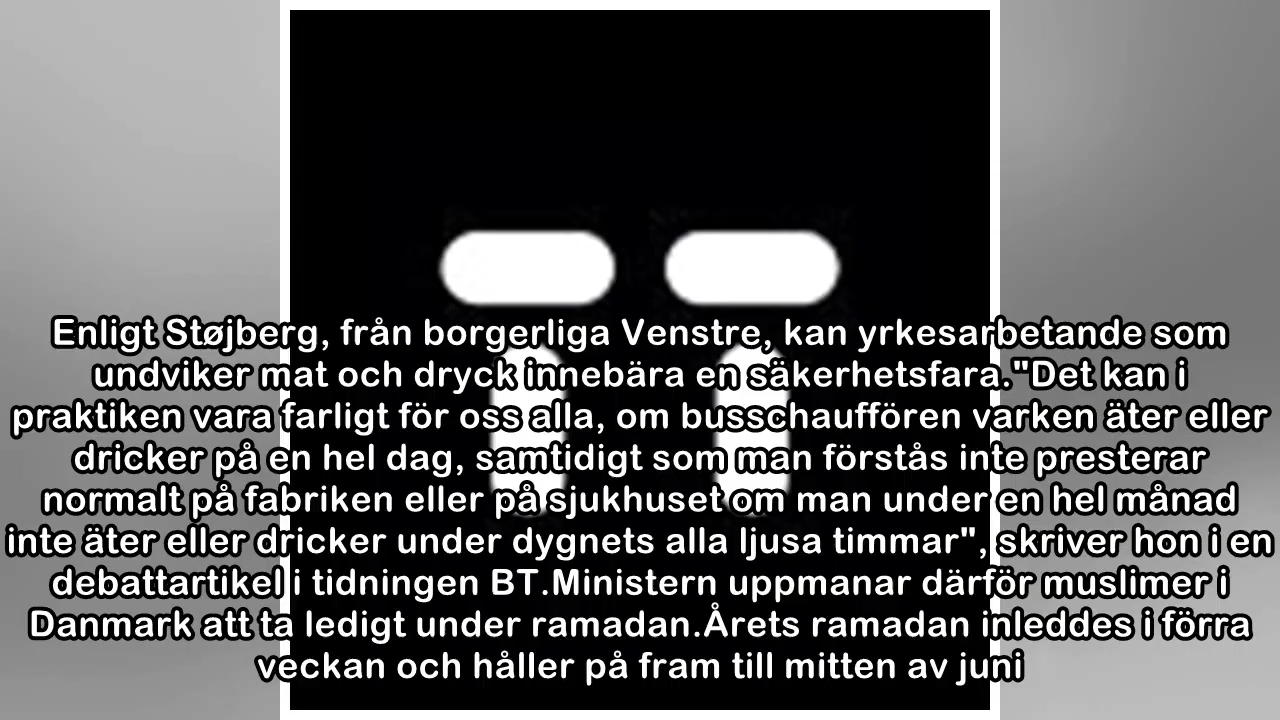 Enligt Støjberg, från borgerliga Venstre, kan yrkesarbetande som
undviker mat och dryck innebära en säkerhetsfara."Det kan i
praktiken vara farligt för oss alla, om busschauffören varken äter eller
dricker på en hel dag, samtidigt som man förstås inte presterar
normalt på fabriken eller på sjukhuset om man under en hel månad
inte äter eller dricker under dygnets alla ljusa timmar", skriver hon i en
debattartikel i tidningen BT.Ministern uppmanar därför muslimer i
Danmark att ta ledigt under ramadan.Årets ramadan inleddes i förra
veckan och håller på fram till mitten av juni